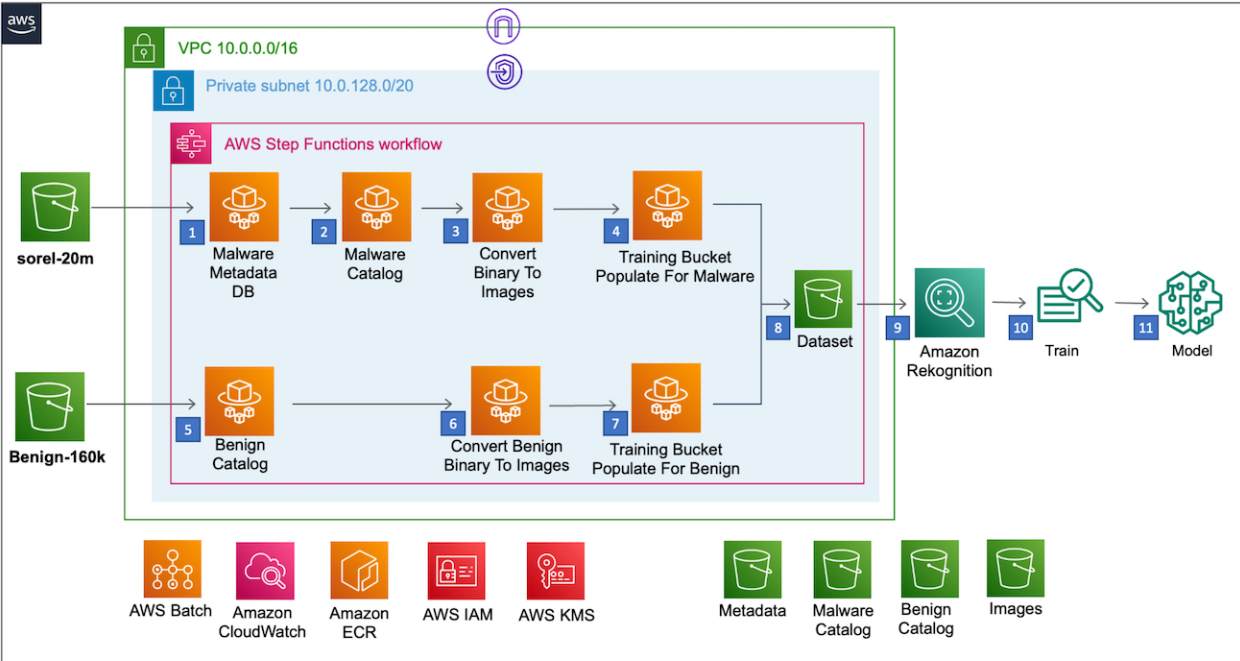 aws
VPC 10.0.0.0/16
Private subnet 10.0.128.0/20
AWS Step Functions workflow
sorel-20m
1
Malware
Metadata
DB
2
Malware
Catalog
3
Convert
Binary To
Images
4
Training Bucket
Populate For Malware
8
Dataset
9
Amazon
Rekognition
10
Train
11
Model
Benign-160k
5
Benign
Catalog
6
Convert Benign
Binary To Images
7
Training Bucket
Populate For Benign
AWS Batch
Amazon
CloudWatch
Amazon
ECR
AWS IAM
AWS KMS
Metadata
Malware
Catalog
Benign
Catalog
Images